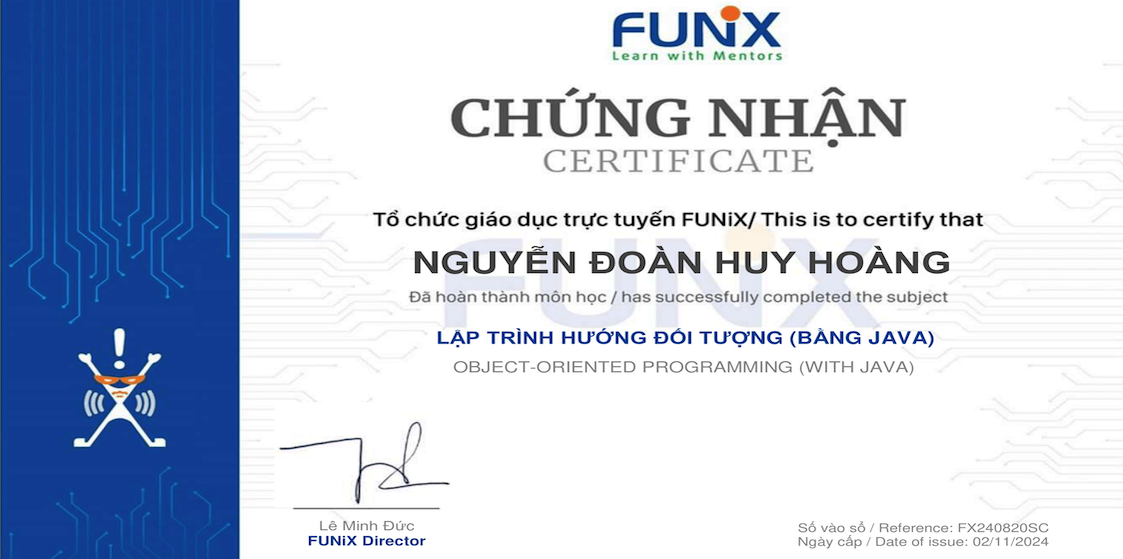 FUNiX
Learn with Mentors
CHỨNG NHẬN
CERTIFICATE
Tổ chức giáo dục trực tuyến FUNiX/ This is to certify that
NGUYỄN ĐOÀN HUY HOÀNG
Đã hoàn thành môn học / has successfully completed the subject
LẬP TRÌNH HƯỚNG ĐỐI TƯỢNG (BẰNG JAVA)
OBJECT-ORIENTED PROGRAMMING (WITH JAVA)
Lê Minh Đức
FUNiX Director
Số vào sổ / Reference: FX240820SC
Ngày cấp / Date of issue: 02/11/2024